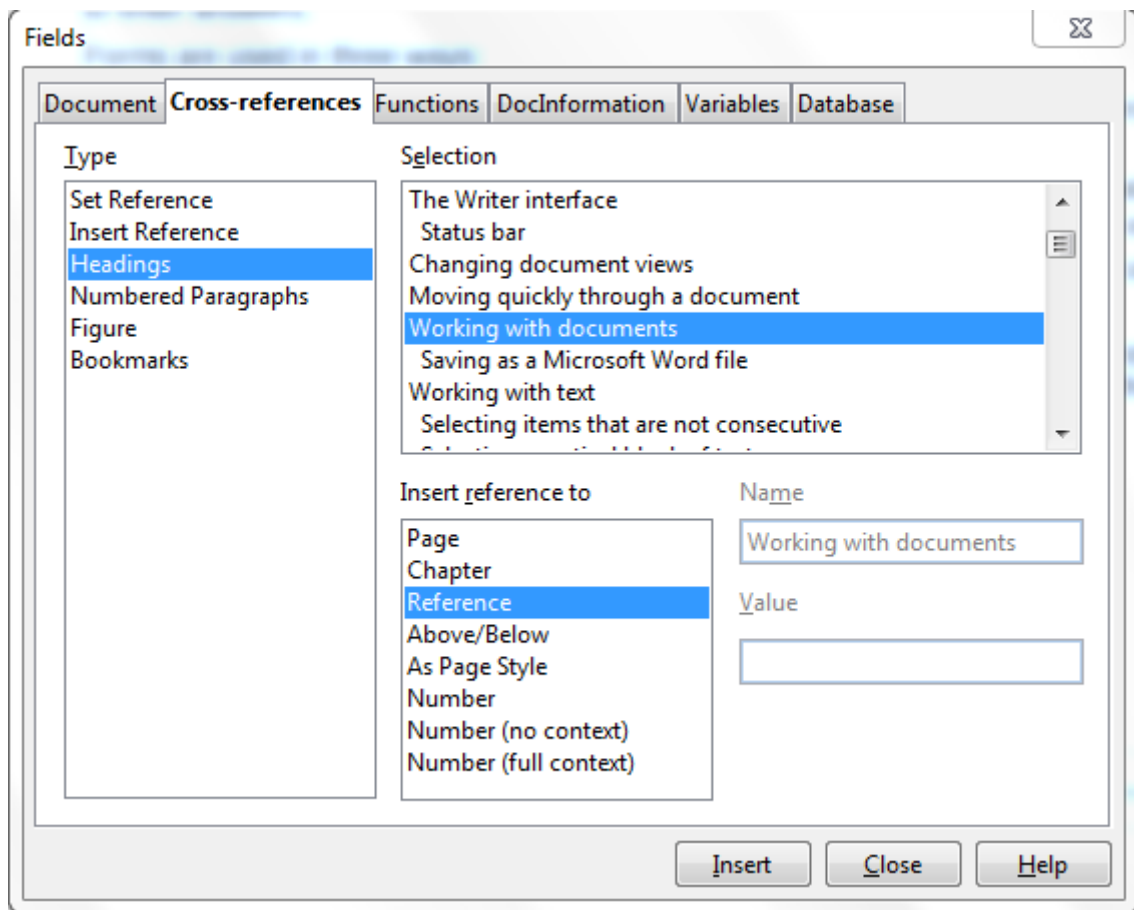 Fields
Document Cross-references Functions DocInformation Variables Database
Type
Set Reference
Insert Reference
Headings
Numbered Paragraphs
Figure
Bookmarks
Selection
The Writer interface
Status bar
Changing document views
Moving quickly through a document
Working with documents
Saving as a Microsoft Word file
Working with text
Selecting items that are not consecutive
Insert reference to
Page
Chapter
Reference
Above/Below
As Page Style
Number
Number (no context)
Number (full context)
Name
Working with documents
Value
Insert Close Help